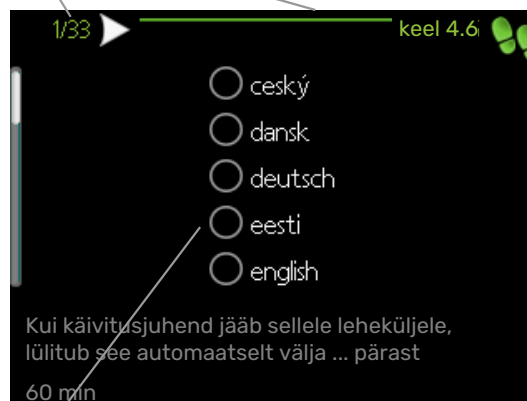 1/33
keel 4.6
ceský
dansk
deutsch
eesti
english
Kui käivitusjuhend jääb sellele leheküljele,
lülitub see automaatselt välja ... pärast
60 min